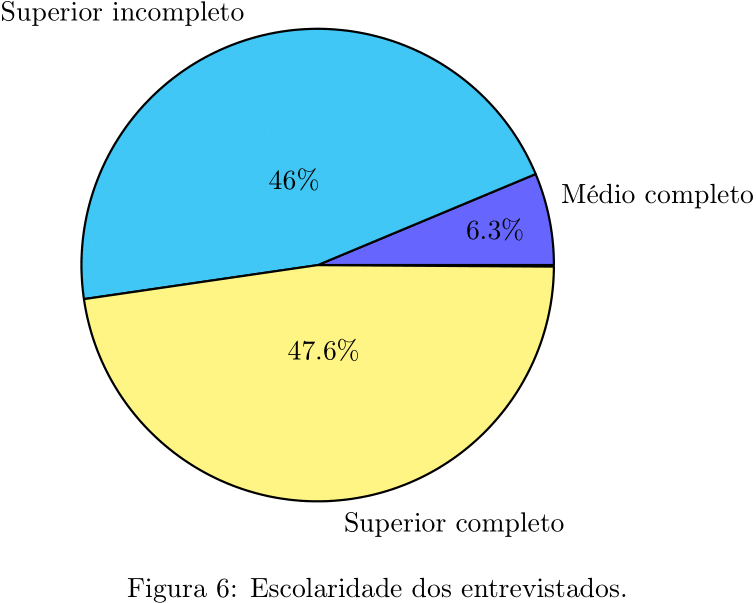 Superior incompleto
46%
Médio completo
6.3%
47.6%
Superior completo
Figura 6: Escolaridade dos entrevistados.